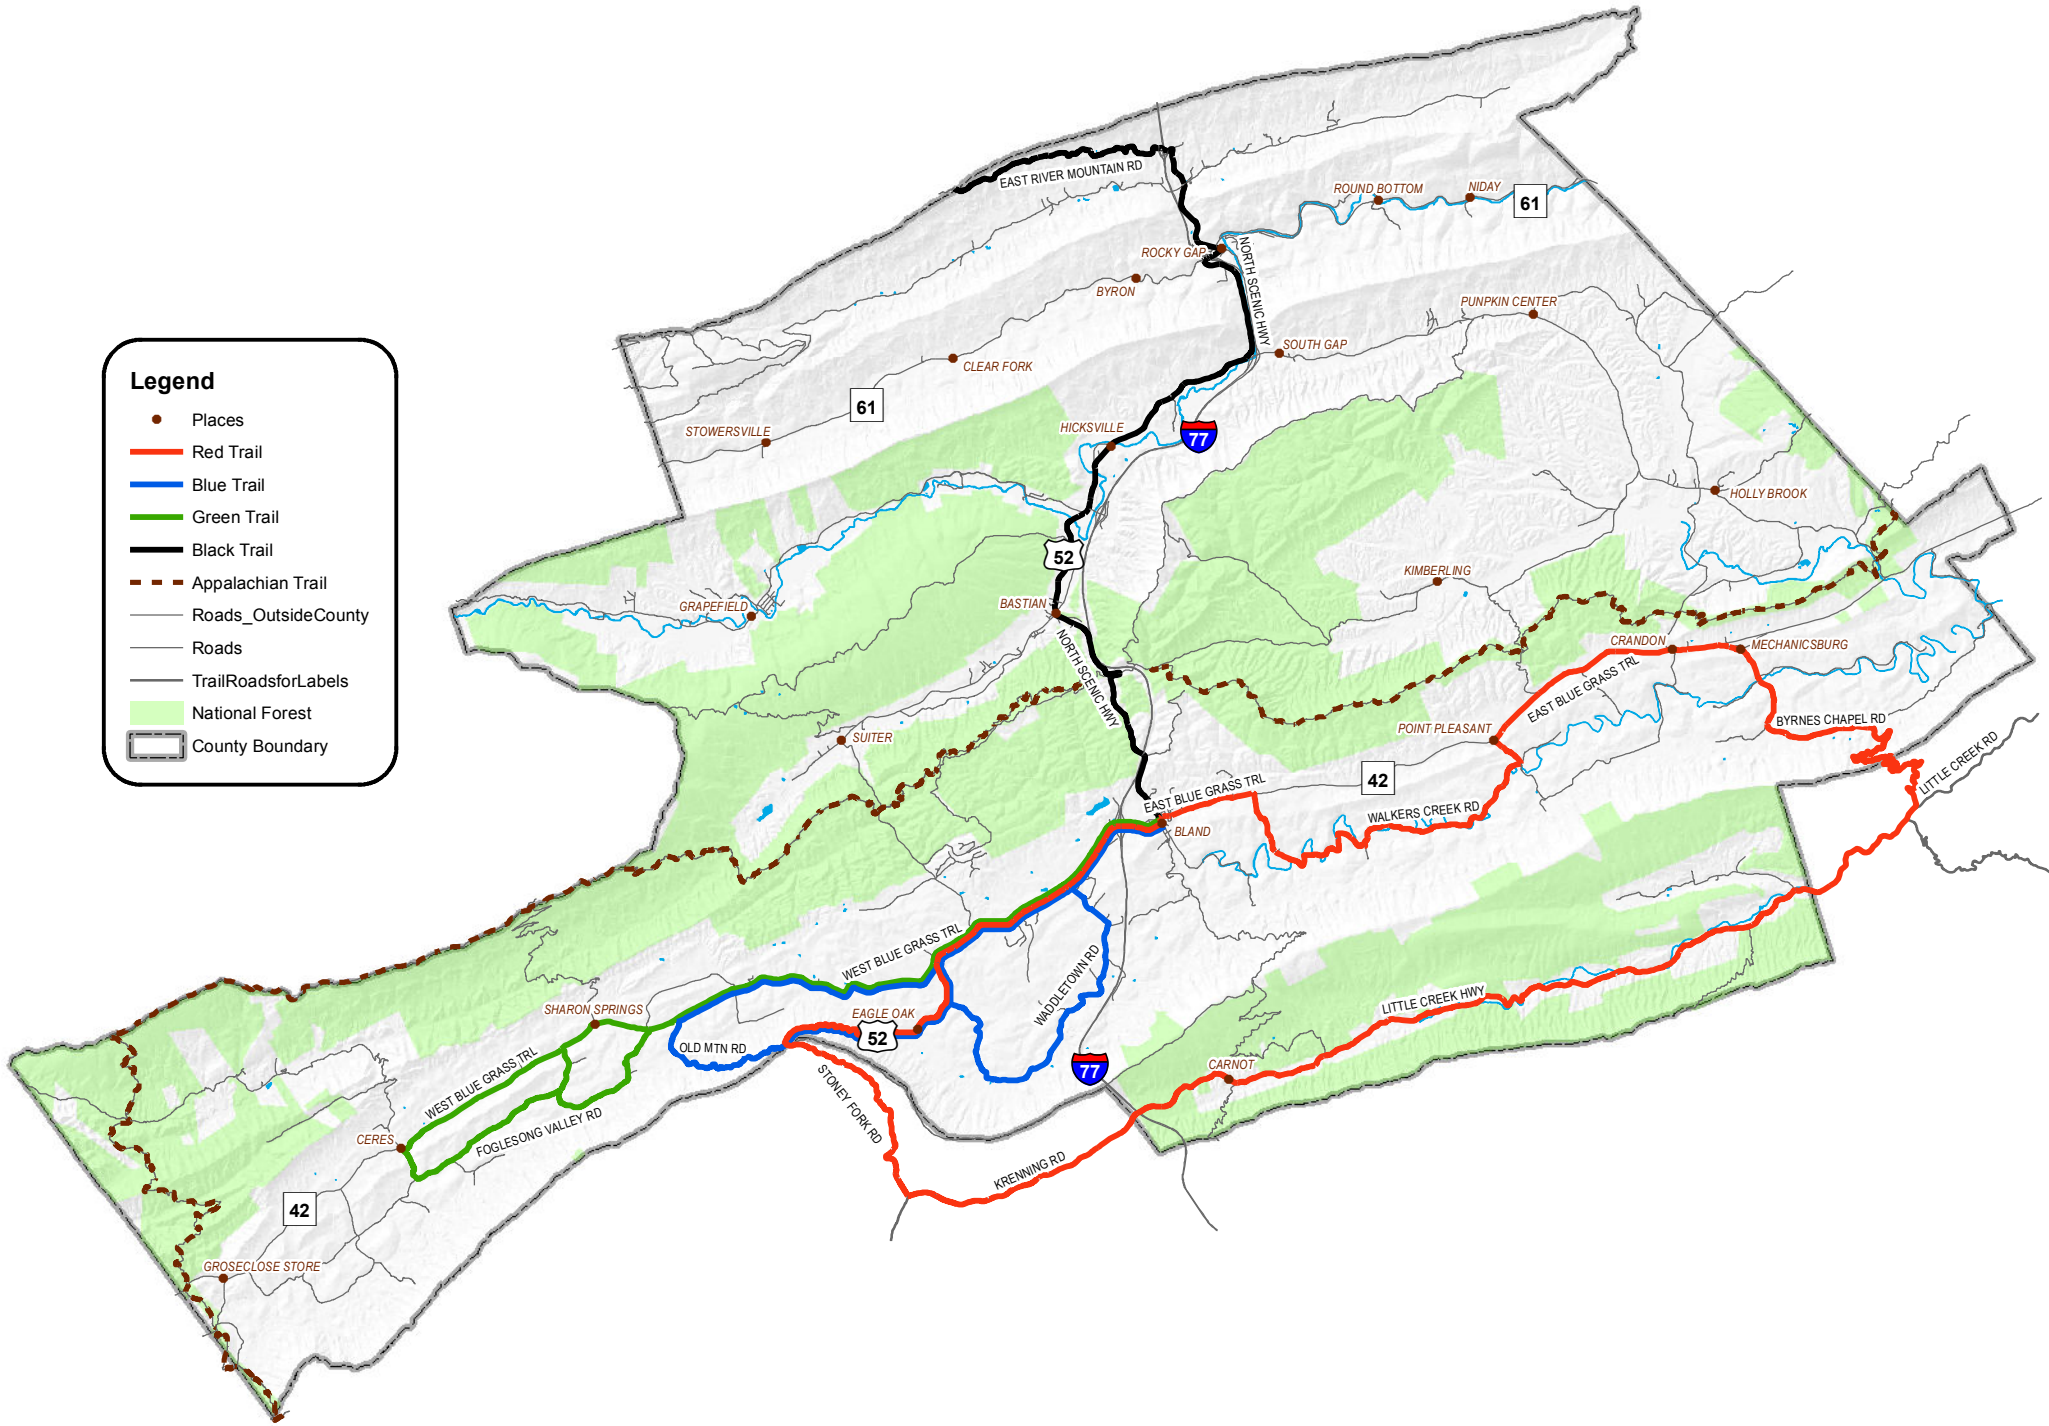 EAST RIVER MOUNTAIN RD
ROUND BOTTOM
NIDAY
61
ROCKY GAP
NORTH SCENIC HWY
BYRON
PUNPKIN CENTER
SOUTH GAP
CLEAR FORK
61
STOWERSVILLE
HICKSVILLE
77
HOLLY BROOK
52
KIMBERLING
GRAPEFIELD
BASTIAN
NORTH SCENIC HWY
CRANDON
MECHANICSBURG
EAST BLUE GRASS TRL
POINT PLEASANT
BYRNES CHAPEL RD
LITTLE CREEK RD
SUITER
42
EAST BLUE GRASS TRL
WALKERS CREEK RD
BLAND
WEST BLUE GRASS TRL
WADDLETOWN RD
LITTLE CREEK HWY
SHARON SPRINGS
EAGLE OAK
52
OLD MTN RD
77
CARNOT
STONEY FORK RD
WEST BLUE GRASS TRL
FOGLESONG VALLEY RD
CERES
KRENNING RD
42
GROSECLOSE STORE
Legend
Places
Red Trail
Blue Trail
Green Trail
Black Trail
Appalachian Trail
Roads_OutsideCounty
Roads
TrailRoadsforLabels
National Forest
County Boundary